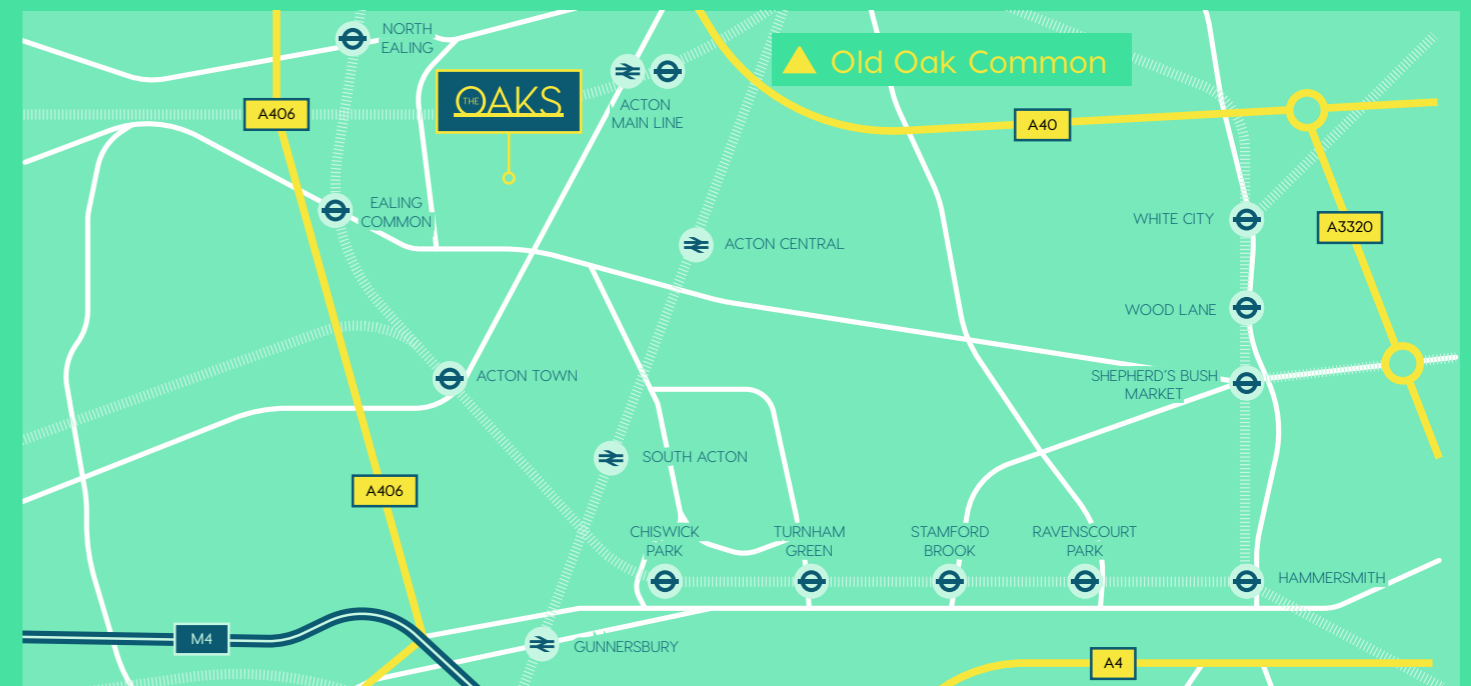 NORTH
EALING
Old Oak Common
THE OAKS
A406
ACTON
MAIN LINE
A40
EALING
COMMON
WHITE CITY
A3320
ACTON CENTRAL
WOOD LANE
ACTON TOWN
SHEPHERD'S BUSH
MARKET
SOUTH ACTON
A406
CHISWICK
PARK
TURNHAM
GREEN
STAMFORD
BROOK
RAVENSCOURT
PARK
HAMMERSMITH
M4
GUNNERSBURY
A4